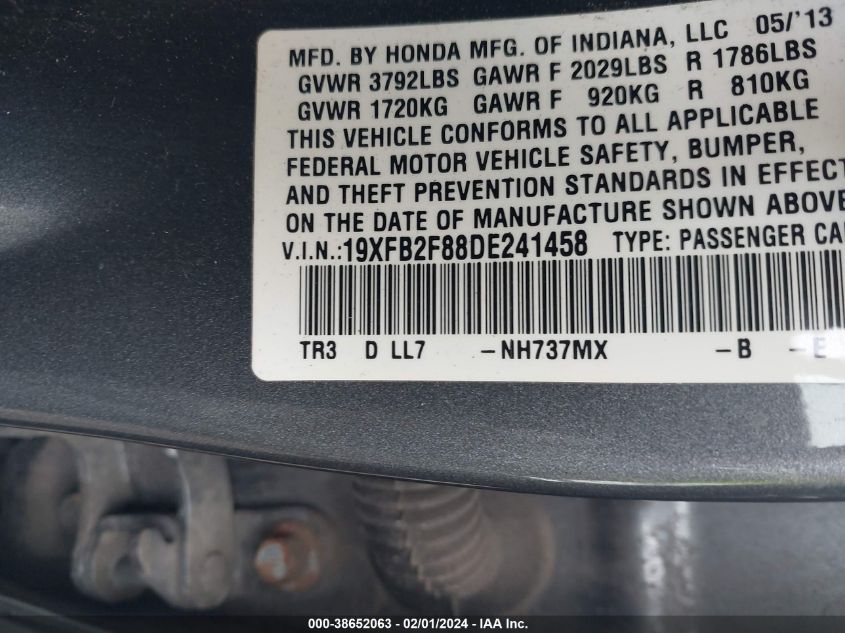 MFD. BY HONDA MFG. OF INDIANA, LLC 05/'13
GVWR 3792LBS GAWR F 2029LBS R 1786LBS
GVWR 1720KG GAWR F 920KG R 810KG
THIS VEHICLE CONFORMS TO ALL APPLICABLE
FEDERAL MOTOR VEHICLE SAFETY, BUMPER,
AND THEFT PREVENTION STANDARDS IN EFFECT
ON THE DATE OF MANUFACTURE SHOWN ABOVE
V.I.N.:19XFB2F88DE241458 TYPE: PASSENGER CA
TR3 D LL7 -NH737MX -B -E
000-38652063 - 02/01/2024 - IAA Inc.